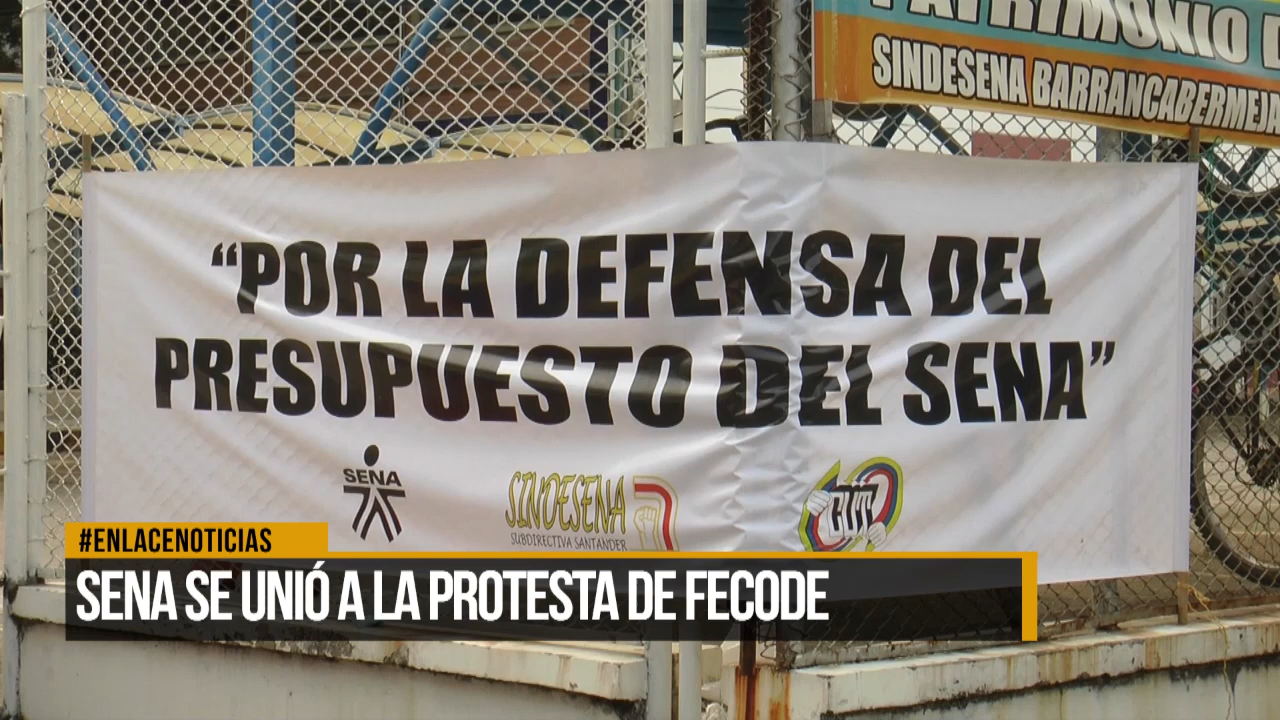 PATRIMONIO
SINDESENA BARRANCABERMEJA
“POR LA DEFENSA DEL
PRESUPUESTO DEL SENA”
SENA
SINDESENA
SUBDIRECTIVA SANTANDER
CUT
#ENLACENOTICIAS
SENA SE UNIÓ A LA PROTESTA DE FECODE